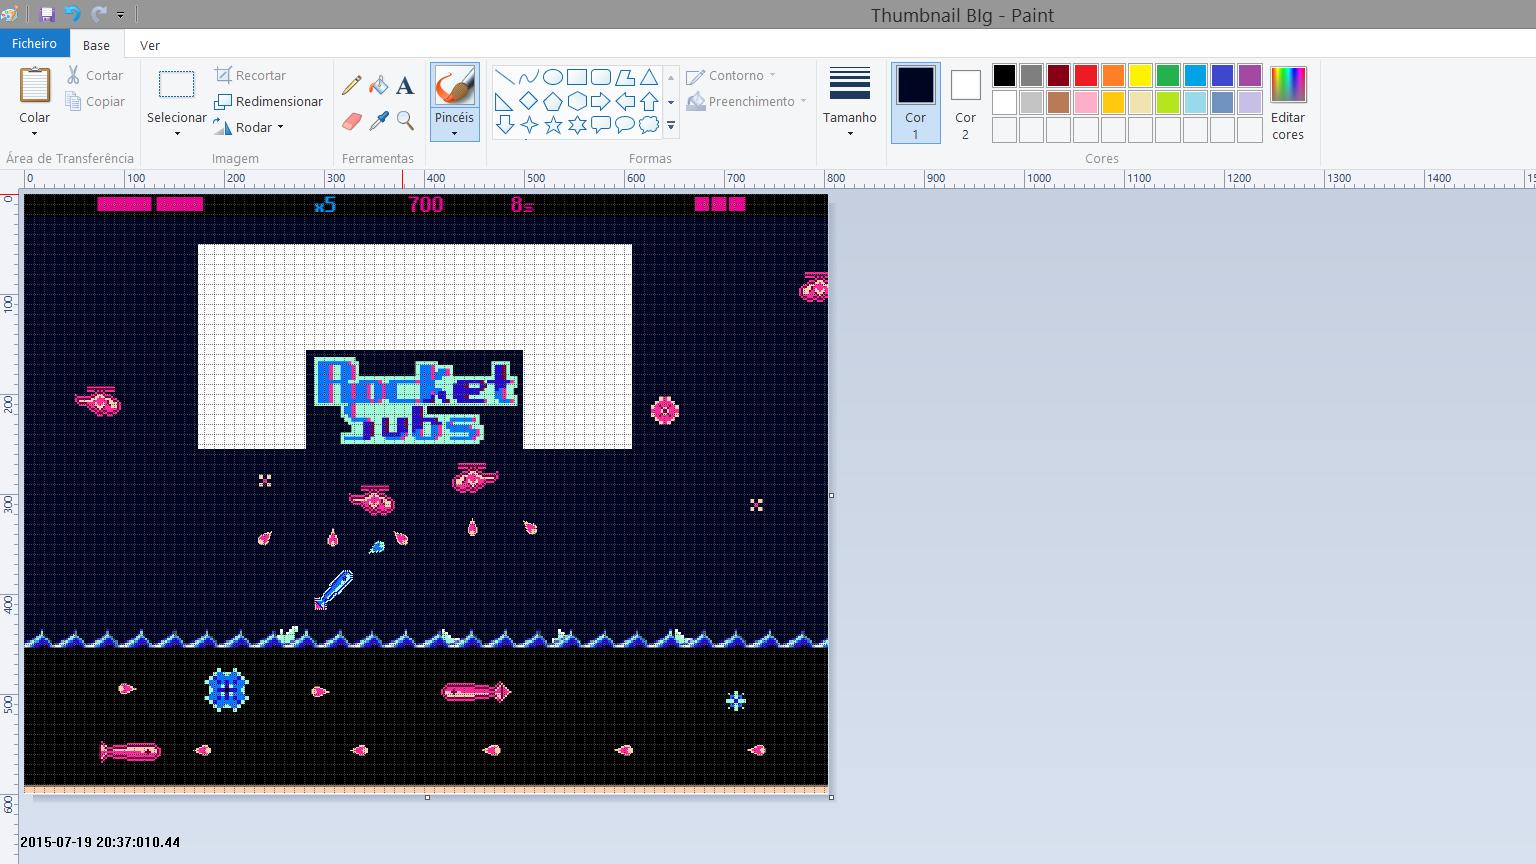 Thumbnail BIg - Paint
Ficheiro Base Ver
Colar
Cortar
Copiar
Área de Transferência
Selecionar
Recortar
Redimensionar
Rodar
Imagem
A
Ferramentas
Pincéis
Contorno
Preenchimento
Formas
Tamanho
Cor 1
Cor 2
Editar cores
Cores
0 100 200 300 400 500 600 700 800 900 1000 1100 1200 1300 1400
0
100
200
300
400
500
600
x5 700 8s
Rocket
Subs
2015-07-19 20:37:010.44